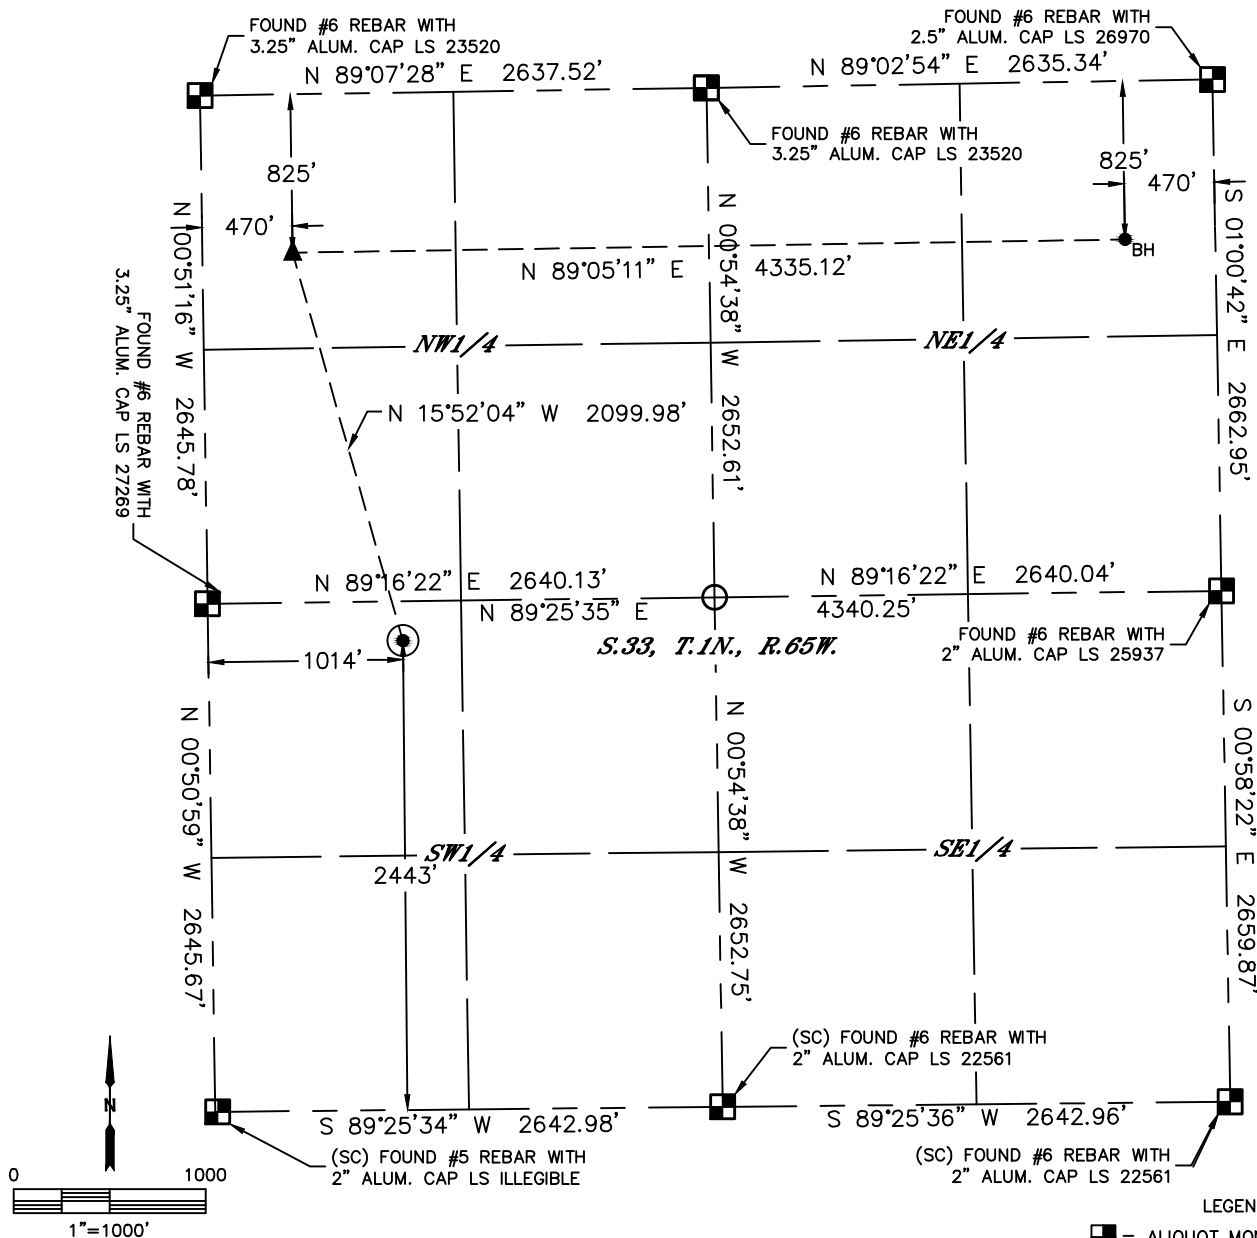 FOUND #6 REBAR WITH
3.25" ALUM. CAP LS 23520
FOUND #6 REBAR WITH
2.5" ALUM. CAP LS 26970
N 89°07'28" E 2637.52'
N 89°02'54" E 2635.34'
FOUND #6 REBAR WITH
3.25" ALUM. CAP LS 23520
825'
470'
825'
470'
BH
N 89°05'11" E 4335.12'
N 00°51'16" W 2645.78'
N 00°54'38" W 2652.61'
S 01°00'42" E 2662.95'
FOUND #6 REBAR WITH
3.25" ALUM. CAP LS 27269
NW1/4
NE1/4
N 15°52'04" W 2099.98'
N 89°16'22" E 2640.13'
N 89°16'22" E 2640.04'
N 89°25'35" E 4340.25'
S.33, T.1N., R.65W.
FOUND #6 REBAR WITH
2" ALUM. CAP LS 25937
1014'
N 00°50'59" W 2645.67'
N 00°54'38" W 2652.75'
S 00°58'22" E 2659.87'
SW1/4
SE1/4
2443'
(SC) FOUND #6 REBAR WITH
2" ALUM. CAP LS 22561
N
S 89°25'34" W 2642.98'
S 89°25'36" W 2642.96'
(SC) FOUND #5 REBAR WITH
2" ALUM. CAP LS ILLEGIBLE
(SC) FOUND #6 REBAR WITH
2" ALUM. CAP LS 22561
0 1000
1"=1000'
LEGEN
= ALIQUOT MO